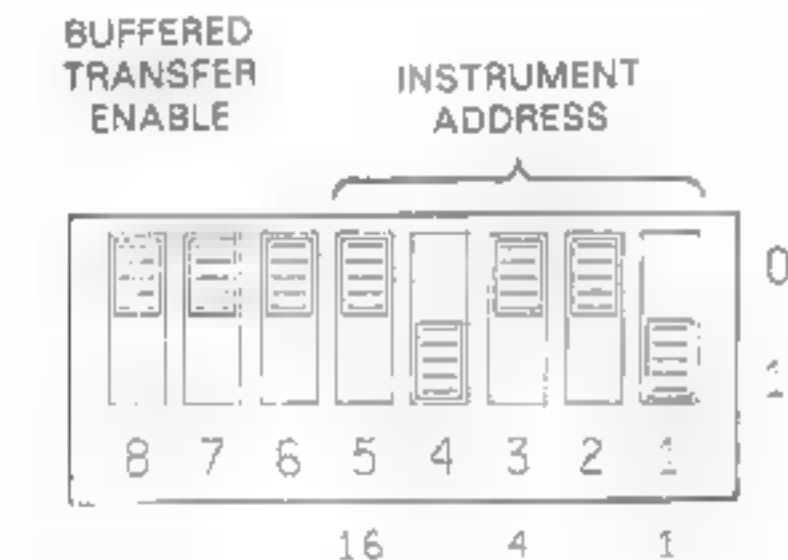 BUFFERED
TRANSFER
ENABLE
INSTRUMENT
ADDRESS
0
1
8 7 6 5 4 3 2 1
16 4 1